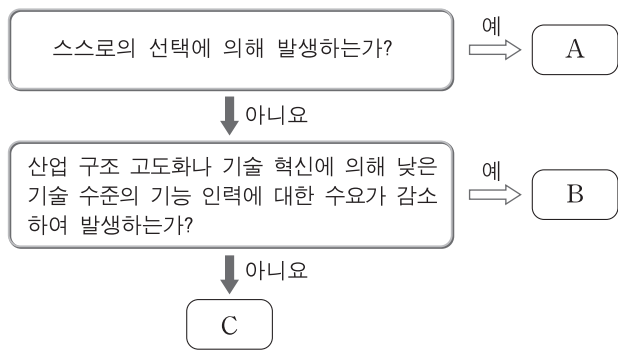 스스로의 선택에 의해 발생하는가?
예
A
아니요
산업 구조 고도화나 기술 혁신에 의해 낮은
기술 수준의 기능 인력에 대한 수요가 감소
하여 발생하는가?
예
B
아니요
C